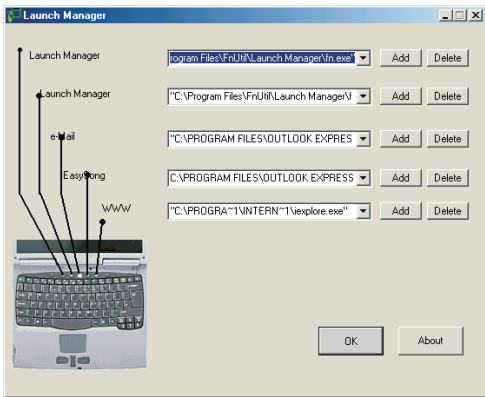 Launch Manager
Launch Manager rogram Files\FnUtil\Launch Manager\fn.exe" Add Delete
Launch Manager "C:\Program Files\FnUtil\Launch Manager\f Add Delete
e-Mail "C:\PROGRAM FILES\OUTLOOK EXPRES Add Delete
EasySong C:\PROGRAM FILES\OUTLOOK EXPRESS Add Delete
WWW "C:\PROGRA~1\INTERN~1\iexplore.exe" Add Delete
OK About